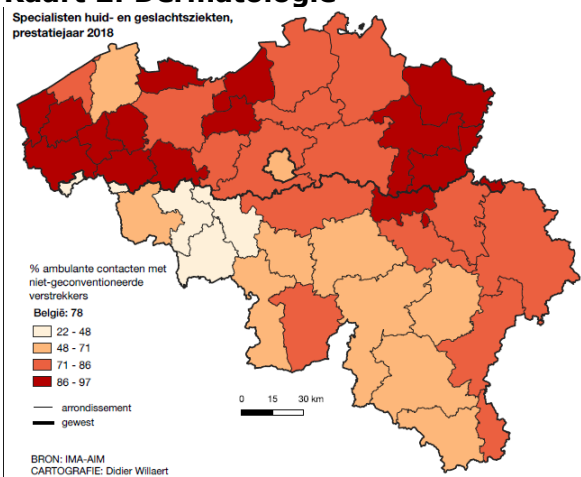 Kaart 2: Dermatologie
Specialisten huid- en geslachtsziekten,
prestatiejaar 2018
% ambulante contacten met
niet-geconventioneerde
verstrekkers
België: 78
22 - 48
48 - 71
71 - 86
86 - 97
arrondissement
gewest
0 15 30 km
BRON: IMA-AIM
CARTOGRAFIE: Didier Willaert